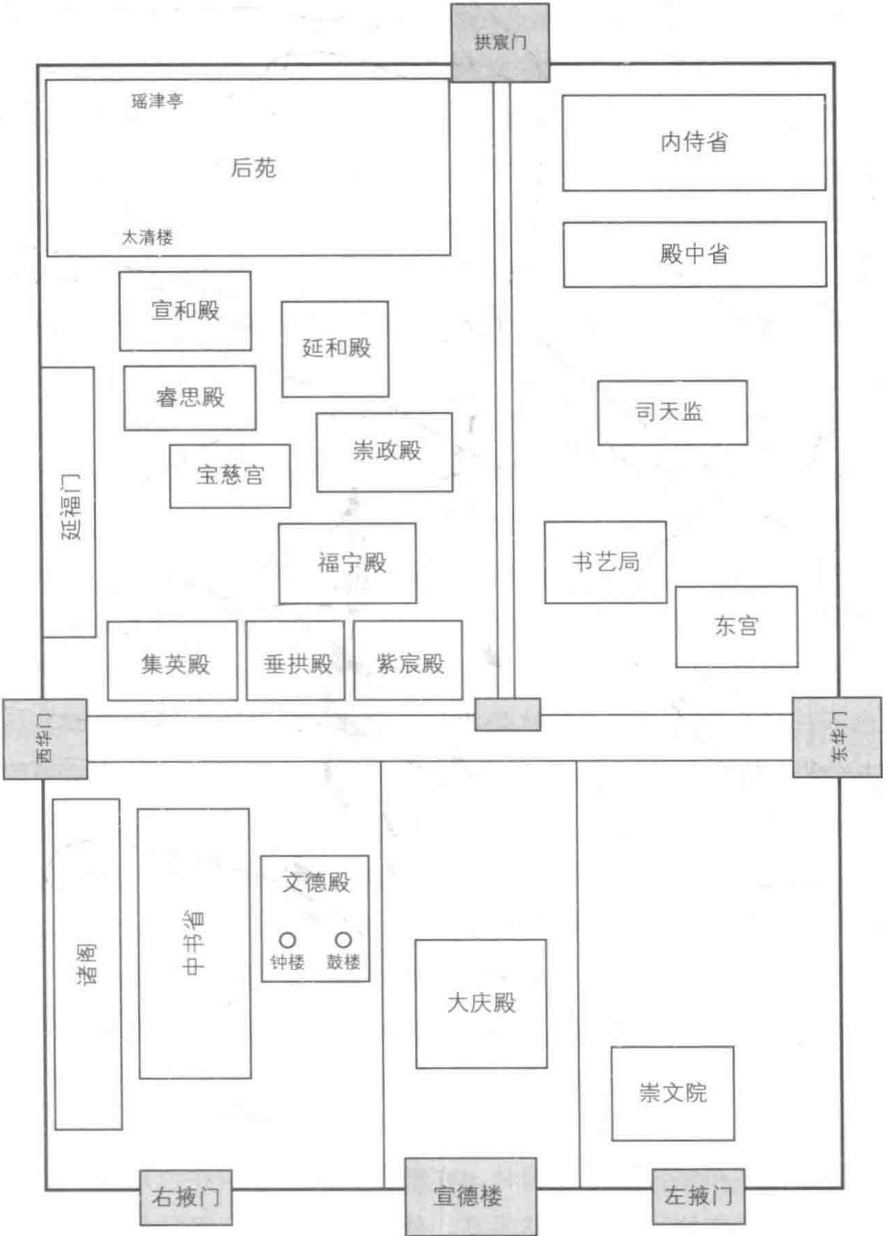 拱宸门
瑶津亭
后苑
太清楼
内侍省
殿中省
宣和殿
延和殿
睿思殿
崇政殿
宝慈宫
延福门
福宁殿
司天监
书艺局
东宫
集英殿
垂拱殿
紫宸殿
西华门
东华门
诸阁
中书省
文德殿
钟楼
鼓楼
大庆殿
崇文院
右掖门
宣德楼
左掖门